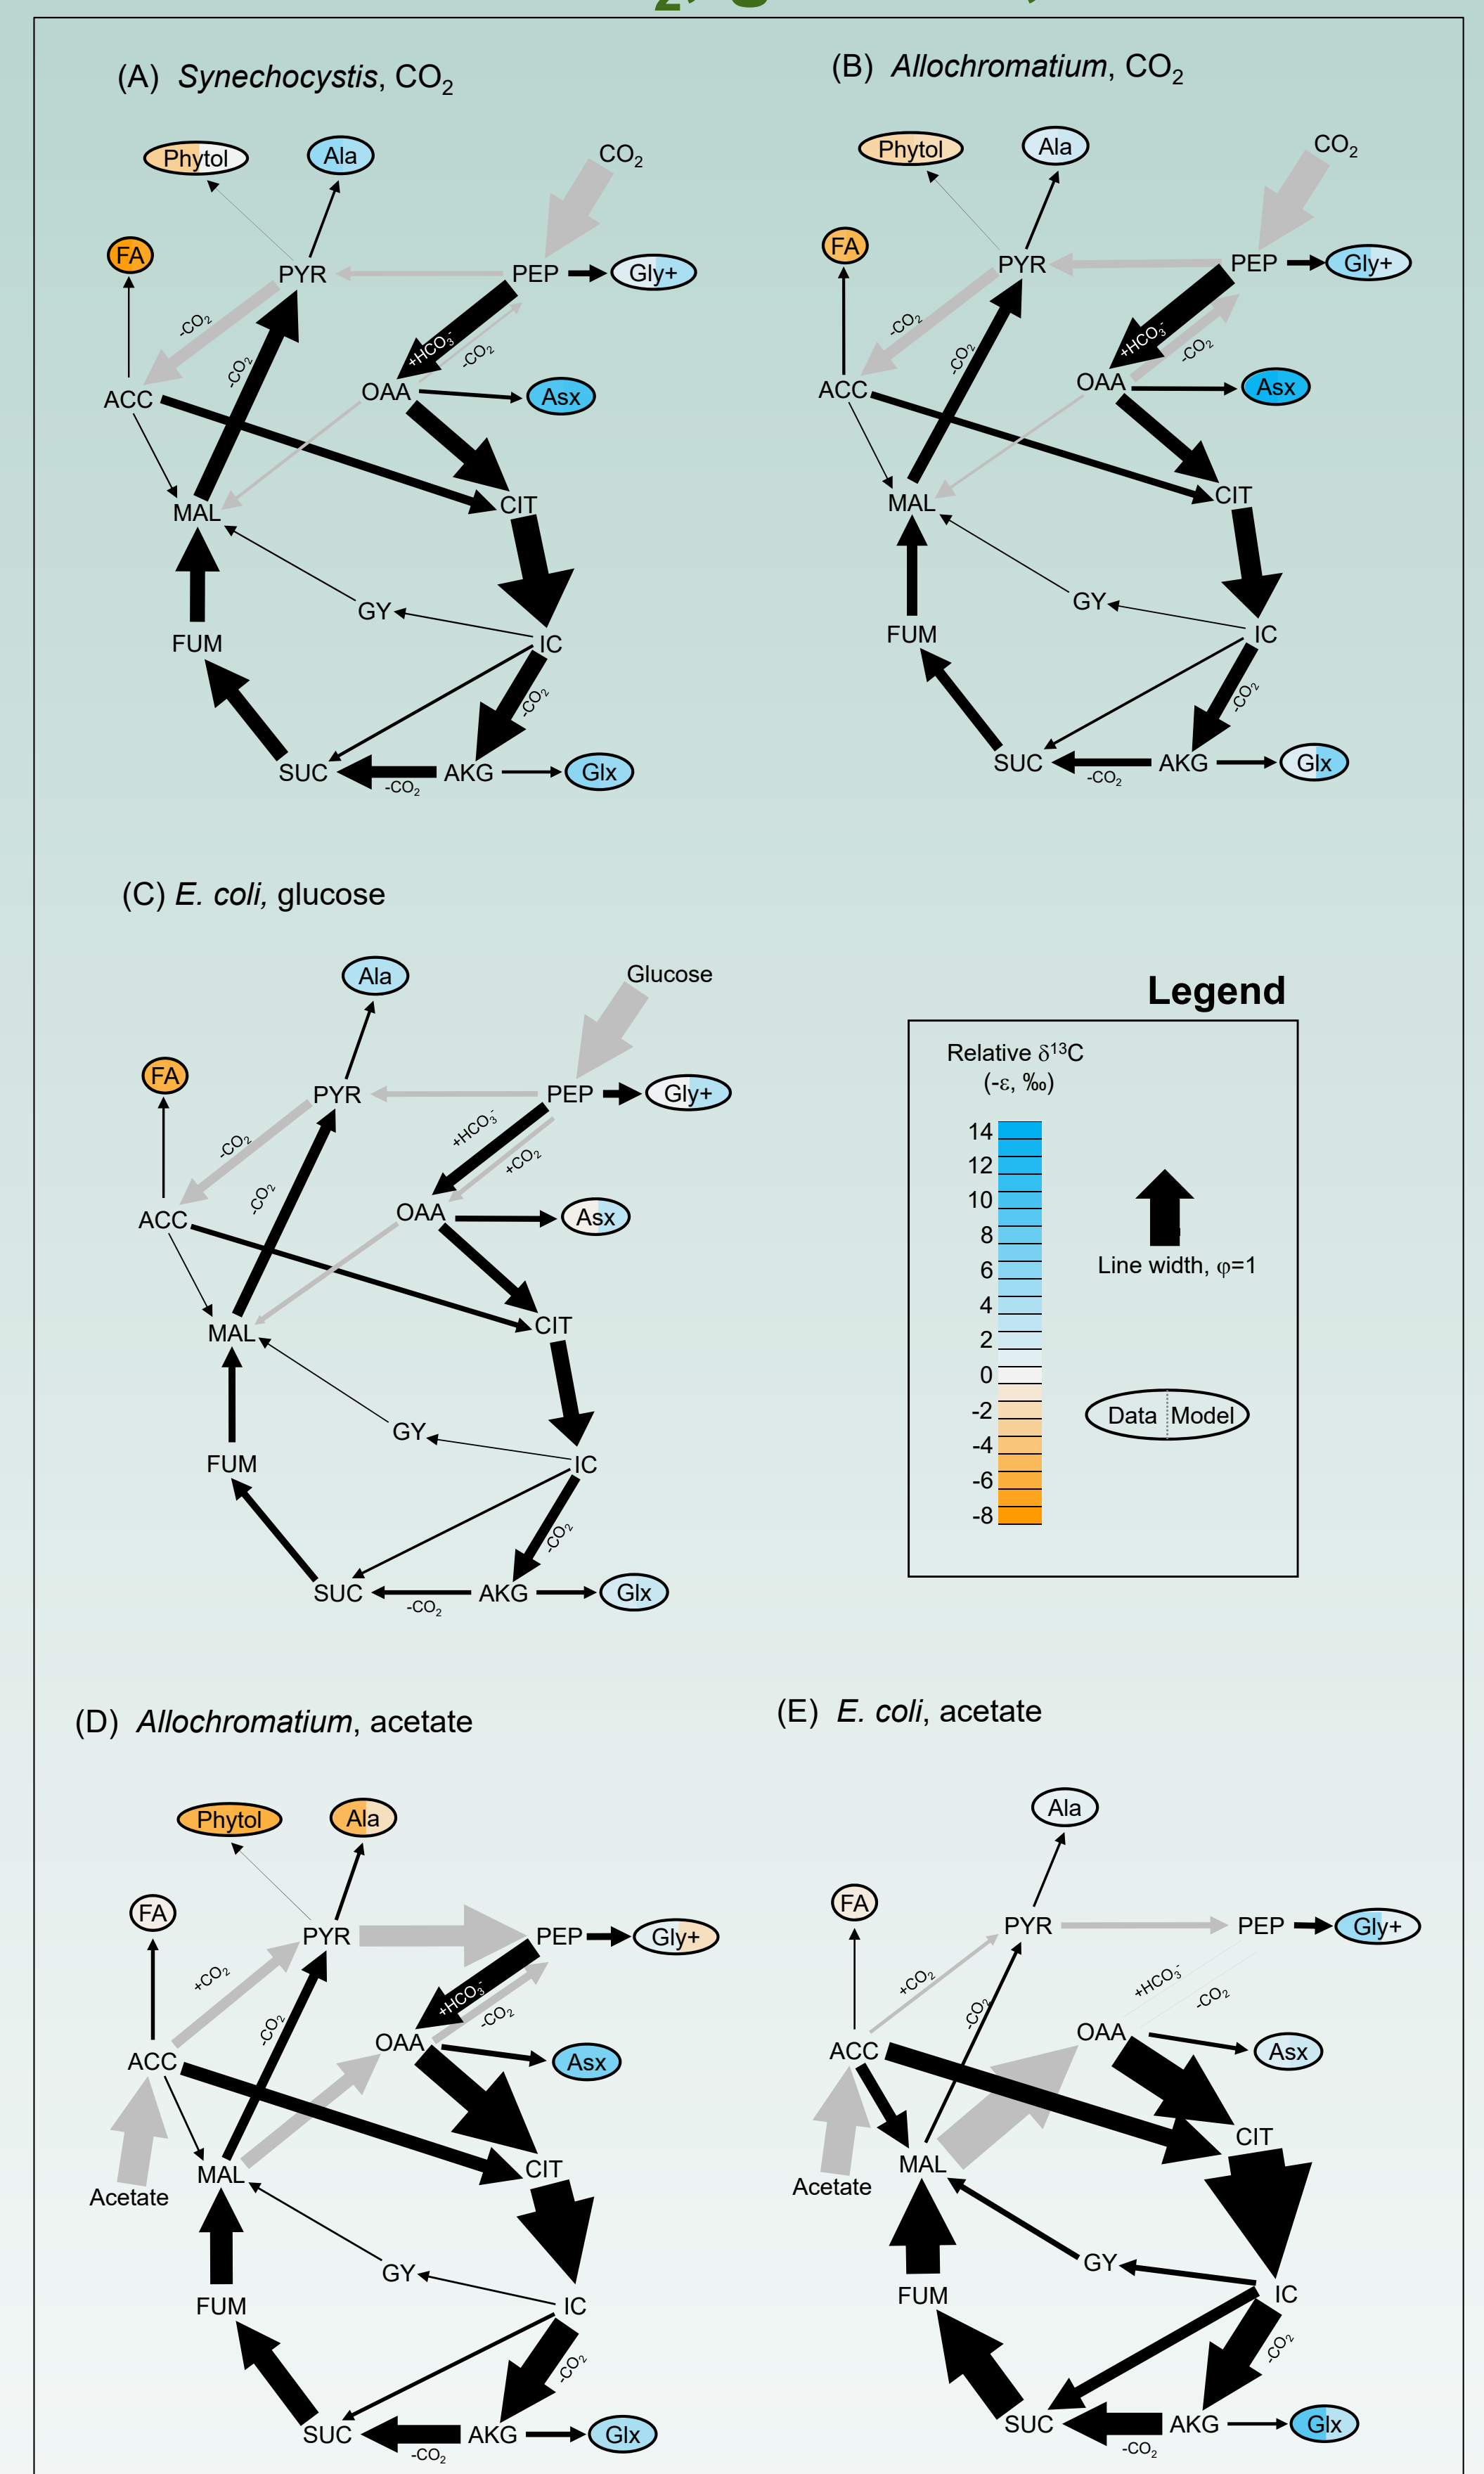 (A) Synechocystis, CO2
Phytol
Ala
CO2
FA
PYR
PEP
Gly+
-CO2
+HCO3-
-CO2
-CO2
ACC
OAA
Asx
MAL
CIT
GY
FUM
IC
-CO2
SUC
AKG
Glx
-CO2
(B) Allochromatium, CO2
Phytol
Ala
CO2
FA
PYR
PEP
Gly+
-CO2
+HCO3-
-CO2
-CO2
ACC
OAA
Asx
MAL
CIT
GY
FUM
IC
-CO2
SUC
AKG
Glx
-CO2
(C) E. coli, glucose
Ala
Glucose
FA
PYR
PEP
Gly+
-CO2
+HCO3-
+CO2
-CO2
ACC
OAA
Asx
MAL
CIT
GY
FUM
IC
-CO2
SUC
AKG
Glx
-CO2
Legend
Relative δ13C
(-ε, ‰)
14
12
10
8
6
4
2
0
-2
-4
-6
-8
Line width, φ=1
Data Model
(D) Allochromatium, acetate
Phytol
Ala
FA
PYR
PEP
Gly+
+CO2
+HCO3-
-CO2
-CO2
ACC
OAA
Asx
Acetate
MAL
CIT
GY
FUM
IC
-CO2
SUC
AKG
Glx
-CO2
(E) E. coli, acetate
Ala
FA
PYR
PEP
Gly+
+CO2
+HCO3-
-CO2
-CO2
ACC
OAA
Asx
Acetate
MAL
CIT
GY
FUM
IC
-CO2
SUC
AKG
Glx
-CO2